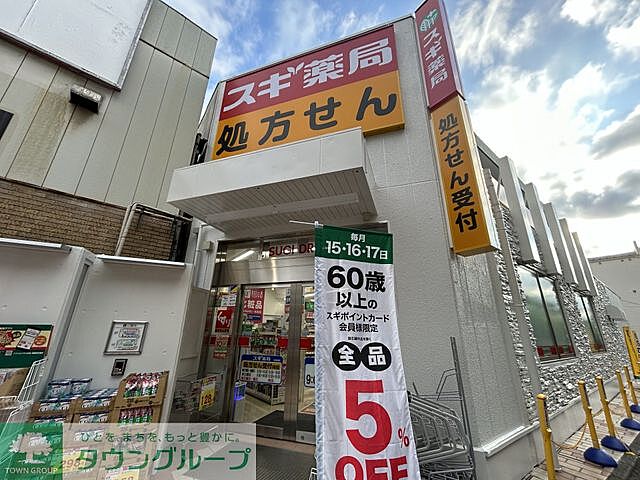 スギ薬局
処方せん
スギ薬局
処方せん受付
SUGI DR
毎月
15・16・17日
60歳
以上の
スギポイントカード
会員様限定
全品
5%
OFF
ひとを、まちを、もっと豊かに。
タウングループ
TOWN GROUP